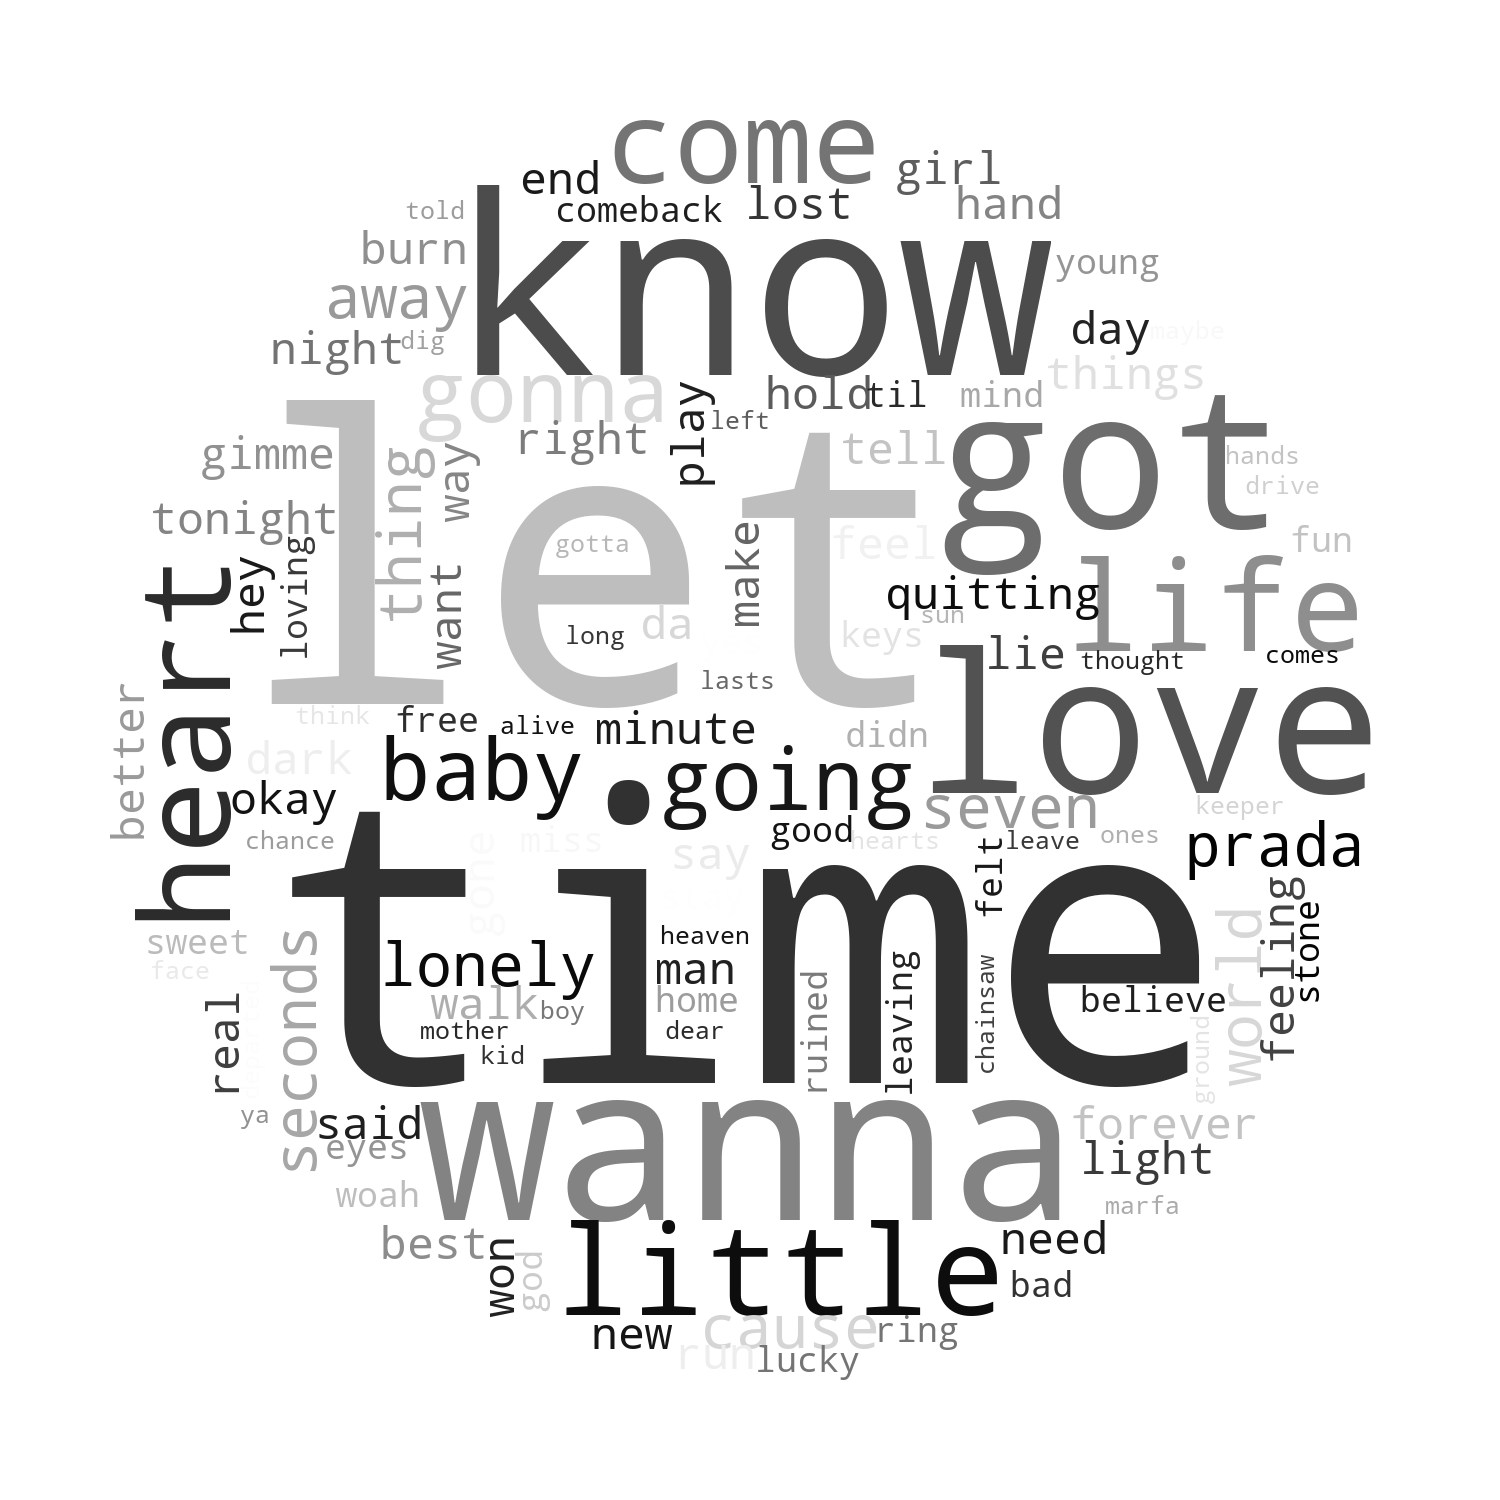 come
girl
end
comeback
lost
hand
told
burn
know
young
away
night
dig
day
maybe
things
gonna
play
hold
til
mind
left
got
right
tell
gimme
thing
way
let
hands
drive
tonight
gotta
make
feel
fun
hey
loving
want
quitting
life
long
da
keys
sun
lie
thought
comes
heart
lasts
love
better
think
free
alive
minute
didn
dark
baby
going
okay
seven
keeper
chance
good
gone
miss
say
hearts
felt
leave
ones
prada
time
sweet
face
seconds
lonely
heaven
man
feeling
stone
world
walk
boy
home
ruined
leaving
chainsaw
believe
real
mother
kid
dear
ground
ya
said
eyes
wanna
forever
light
woah
marfa
best
won
god
little
need
bad
new
cause
ring
run
lucky